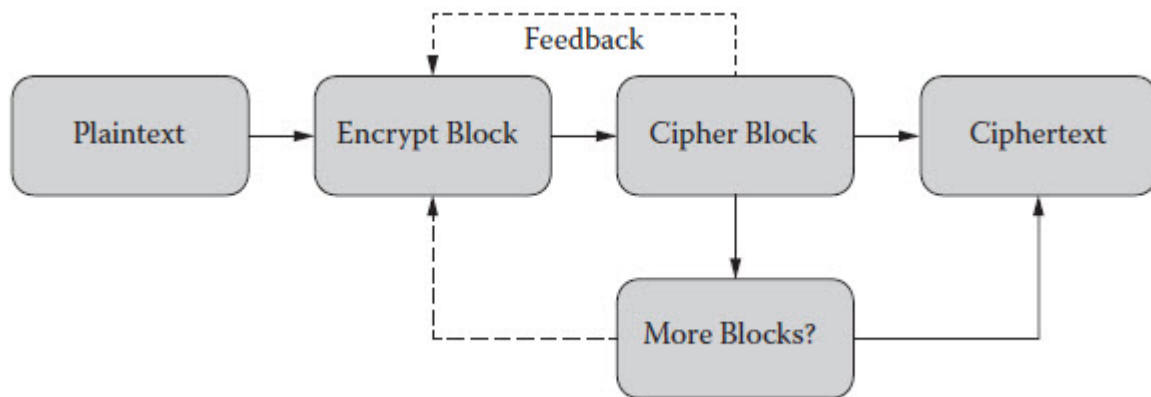 Feedback
Plaintext
Encrypt Block
Cipher Block
Ciphertext
More Blocks?